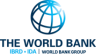 THE WORLD BANK
IBRD • IDA | WORLD BANK GROUP